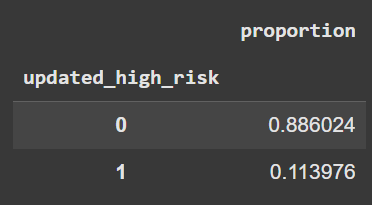 proportion
updated_high_risk
0 0.886024
1 0.113976